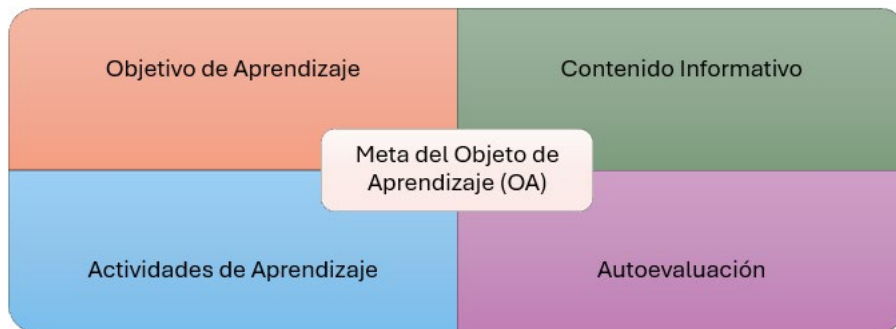 Objetivo de Aprendizaje
Contenido Informativo
Meta del Objeto de
Aprendizaje (OA)
Actividades de Aprendizaje
Autoevaluación